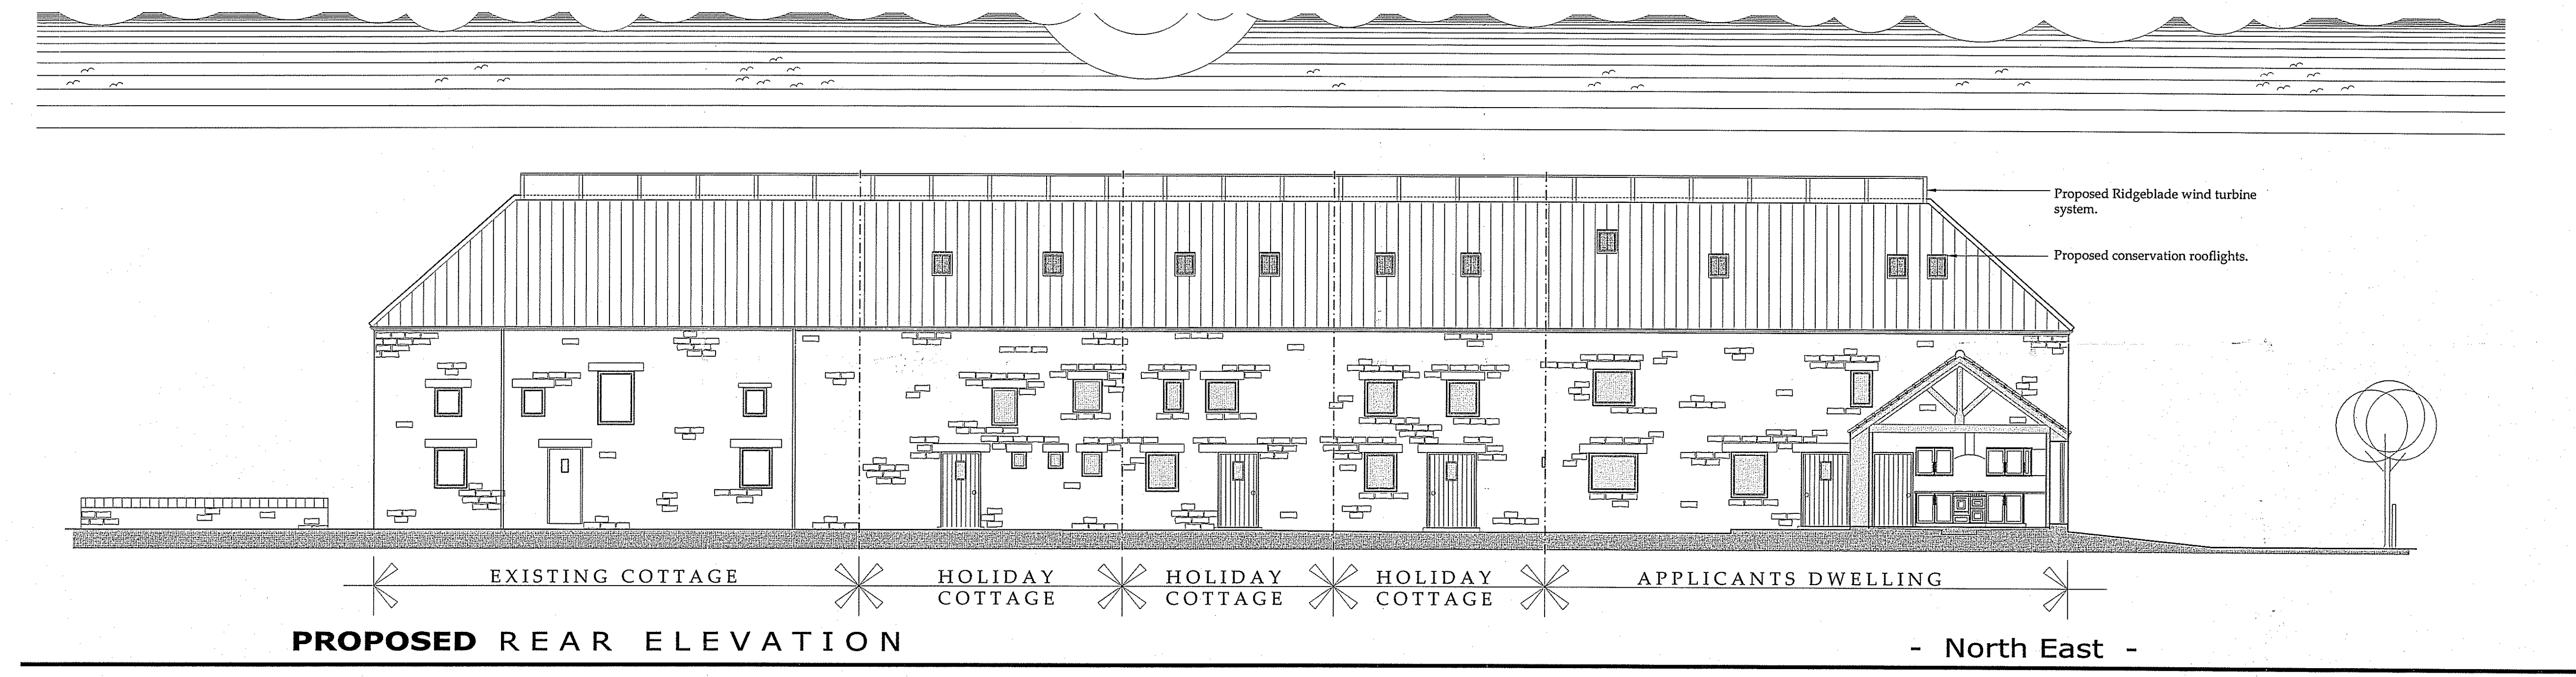 Proposed Ridgeblade wind turbine
system.
Proposed conservation rooflights.
EXISTING COTTAGE
HOLIDAY
COTTAGE
HOLIDAY
COTTAGE
HOLIDAY
COTTAGE
APPLICANTS DWELLING
PROPOSED REAR ELEVATION
- North East -